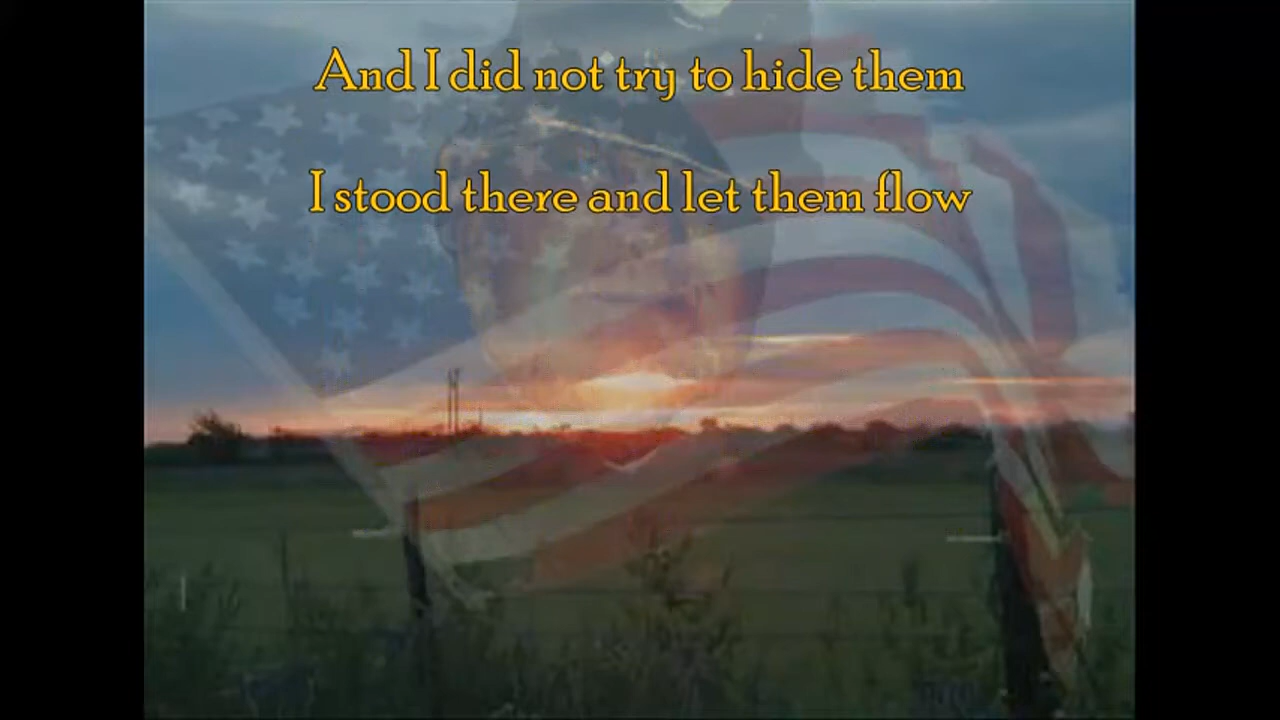 And I did not try to hide them
I stood there and let them flow